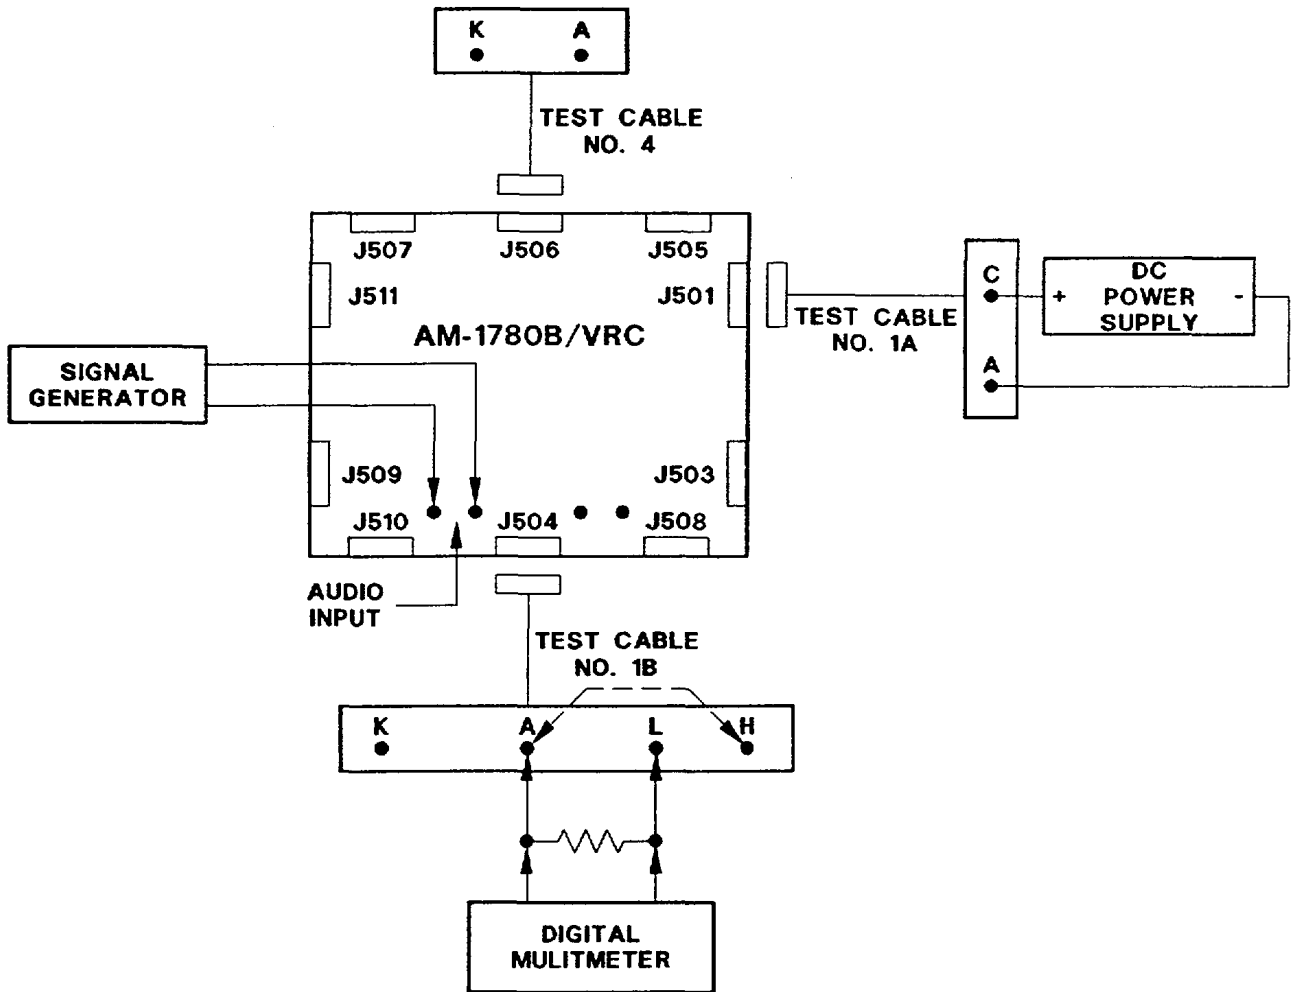 K A
TEST CABLE
NO. 4
J507 J506 J505
J511 J501
AM-1780B/VRC
TEST CABLE
NO. 1A
C
A
+ DC -
POWER
SUPPLY
SIGNAL
GENERATOR
J509 J503
J510 J504 J508
AUDIO
INPUT
TEST CABLE
NO. 1B
K A L H
DIGITAL
MULITMETER